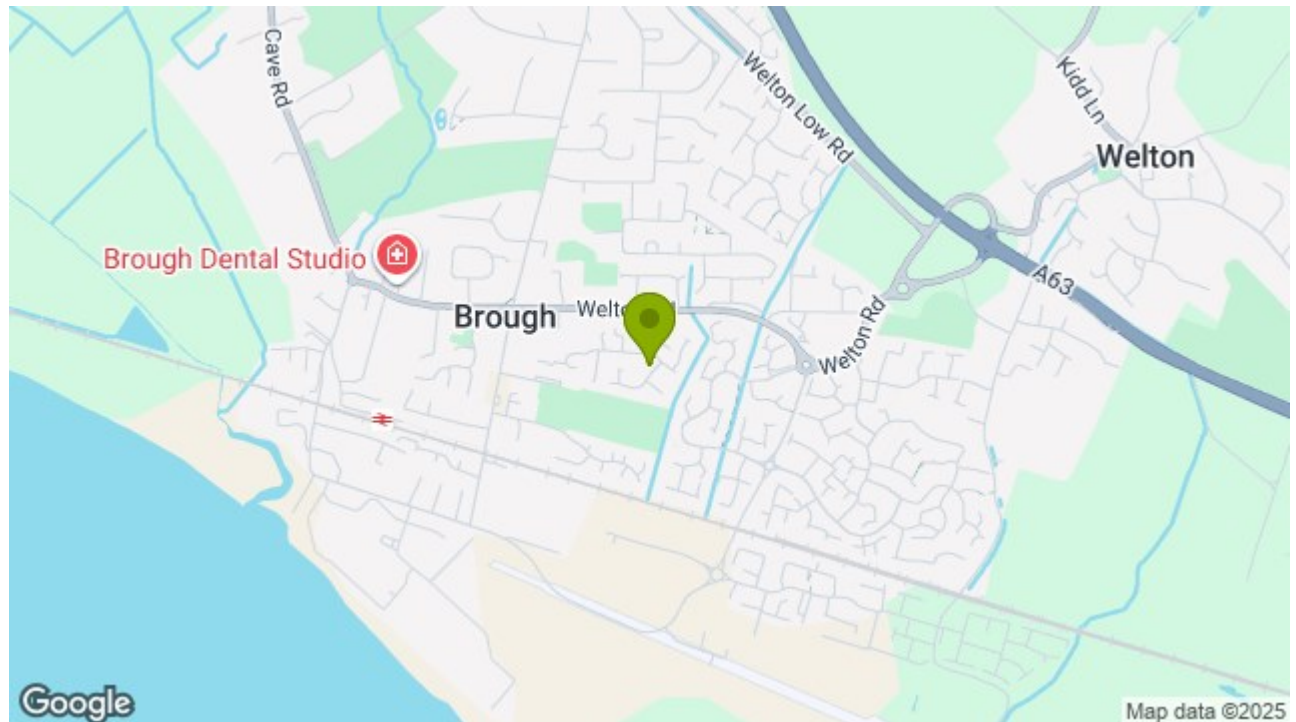 Cave Rd
Welton Low Rd
Kidd Ln
Welton
Brough Dental Studio
A63
Brough
Welton Rd
Google
Map data ©2025